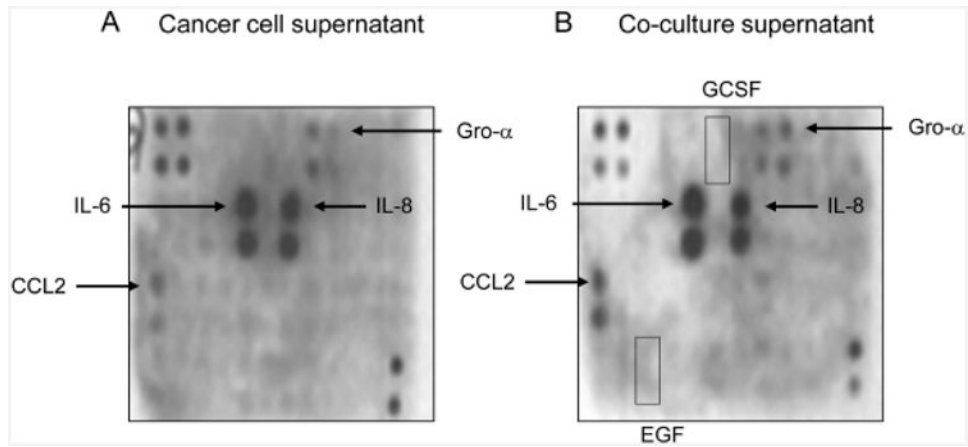 A Cancer cell supernatant
B Co-culture supernatant
GCSF
Gro-α
Gro-α
IL-6
IL-8
IL-6
IL-8
CCL2
CCL2
EGF